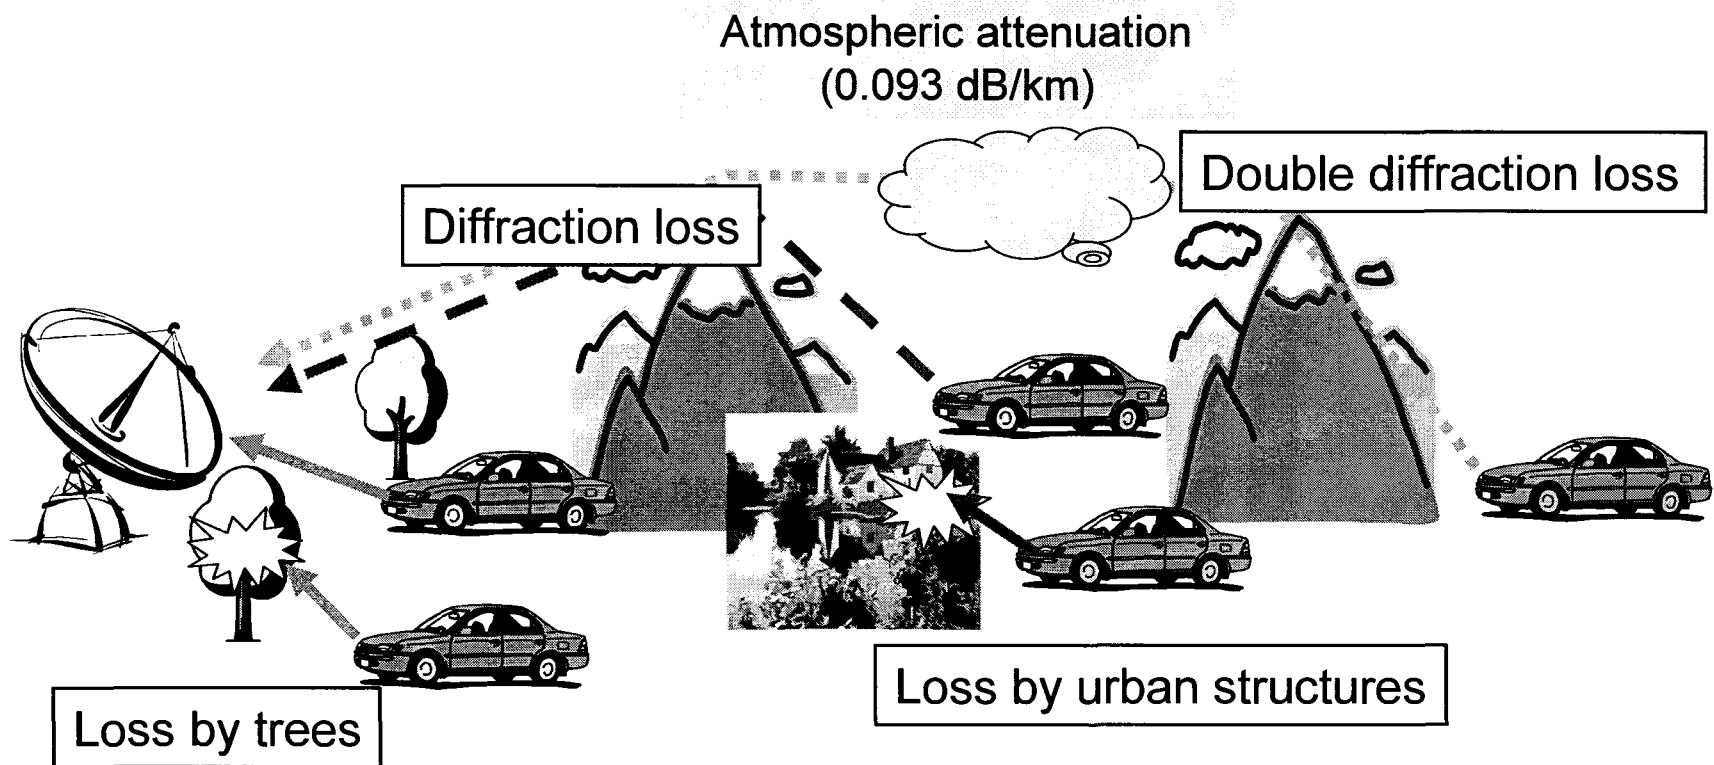 Atmospheric attenuation
(0.093 dB/km)
Double diffraction loss
Diffraction loss
Loss by urban structures
Loss by trees